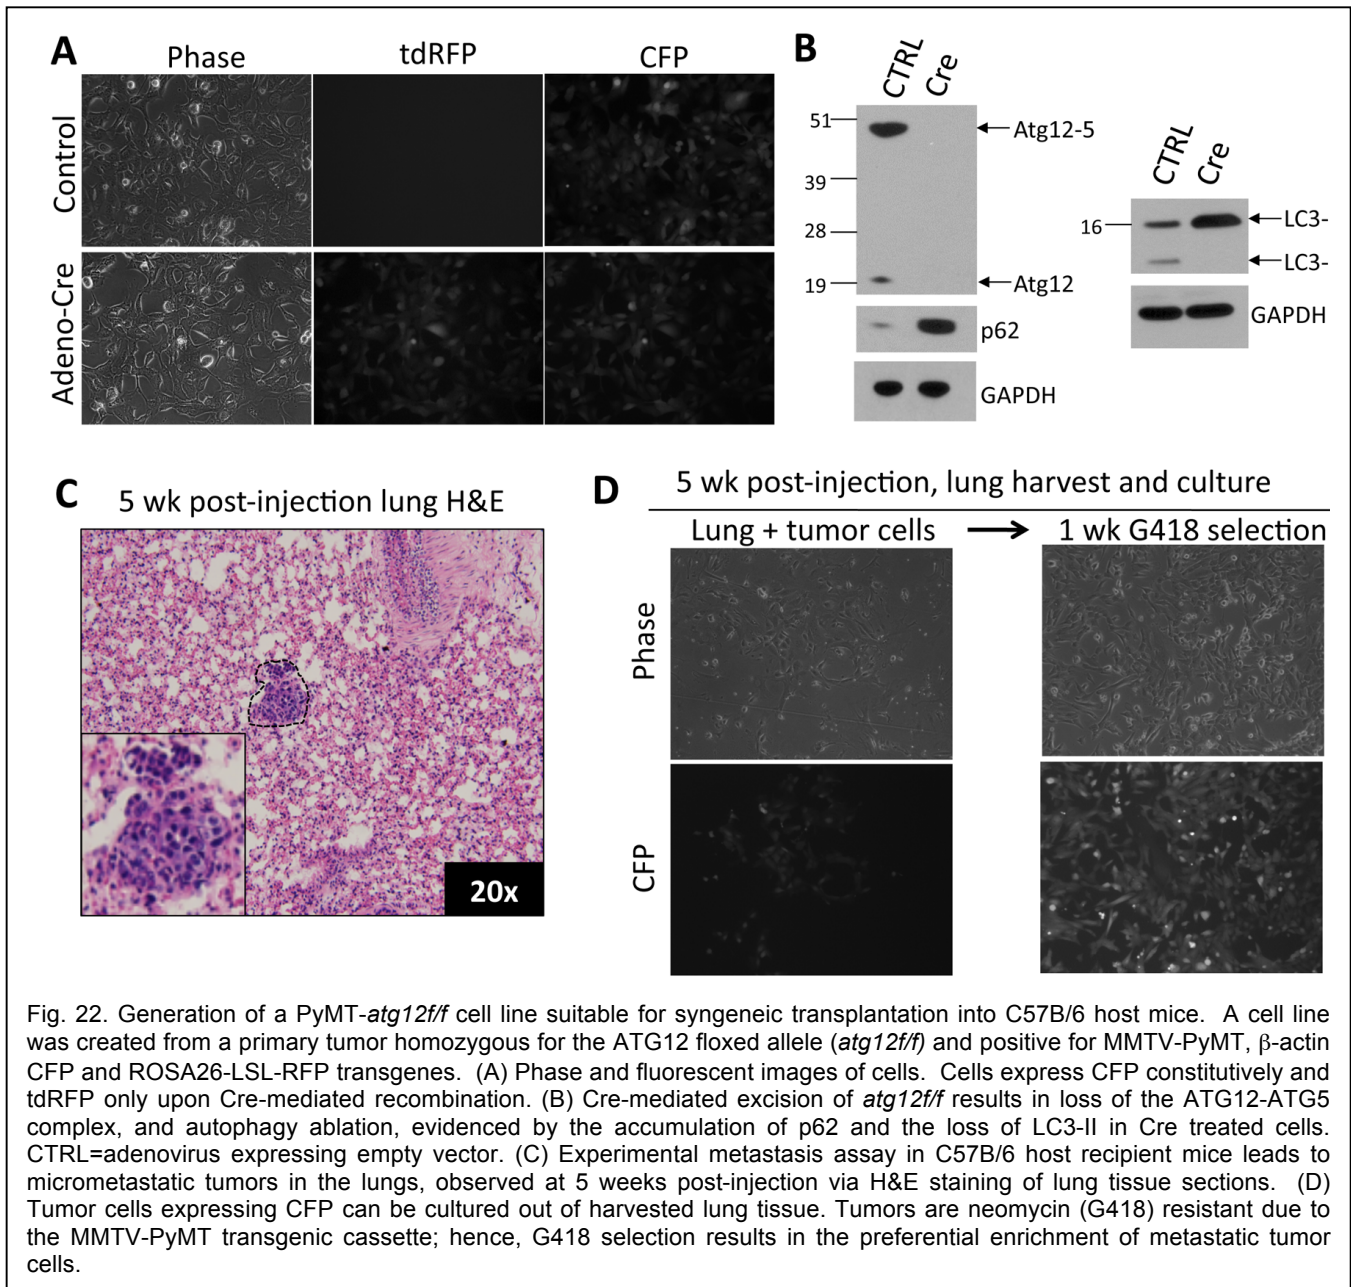 A
Phase
tdRFP
CFP
Control
Adeno-Cre
B
CTRL
Cre
51
39
28
19
Atg12-5
Atg12
p62
GAPDH
CTRL
Cre
16
LC3-
LC3-
GAPDH
C
5 wk post-injection lung H&E
20x
D
5 wk post-injection, lung harvest and culture
Lung + tumor cells
1 wk G418 selection
Phase
CFP
Fig. 22. Generation of a PyMT-atg12f/f cell line suitable for syngeneic transplantation into C57B/6 host mice. A cell line
was created from a primary tumor homozygous for the ATG12 floxed allele (atg12f/f) and positive for MMTV-PyMT, β-actin
CFP and ROSA26-LSL-RFP transgenes. (A) Phase and fluorescent images of cells. Cells express CFP constitutively and
tdRFP only upon Cre-mediated recombination. (B) Cre-mediated excision of atg12f/f results in loss of the ATG12-ATG5
complex, and autophagy ablation, evidenced by the accumulation of p62 and the loss of LC3-II in Cre treated cells.
CTRL=adenovirus expressing empty vector. (C) Experimental metastasis assay in C57B/6 host recipient mice leads to
micrometastatic tumors in the lungs, observed at 5 weeks post-injection via H&E staining of lung tissue sections. (D)
Tumor cells expressing CFP can be cultured out of harvested lung tissue. Tumors are neomycin (G418) resistant due to
the MMTV-PyMT transgenic cassette; hence, G418 selection results in the preferential enrichment of metastatic tumor
cells.